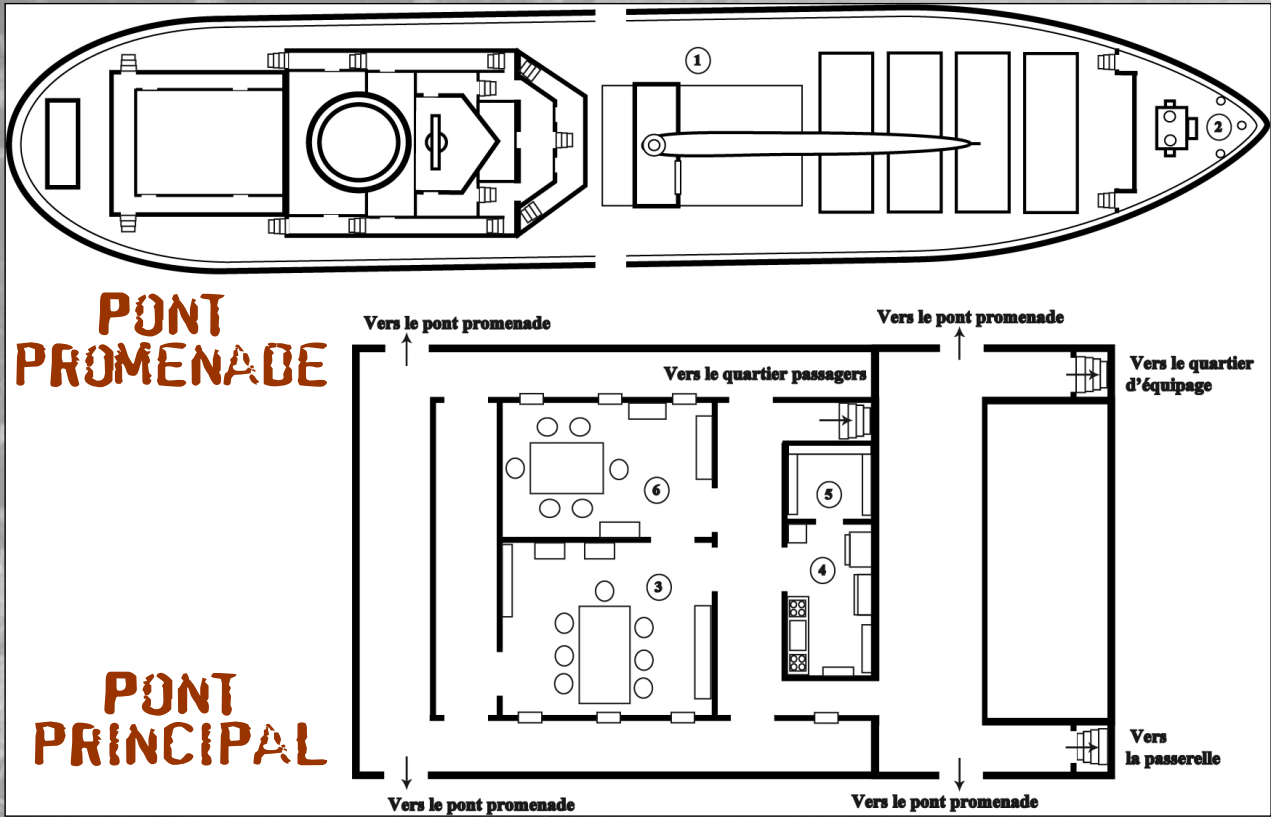 1
2
PONT
PROMENADE
Vers le pont promenade
Vers le pont promenade
Vers le quartier passagers
Vers le quartier
d'équipage
6
5
3
4
PONT
PRINCIPAL
Vers
la passerelle
Vers le pont promenade
Vers le pont promenade